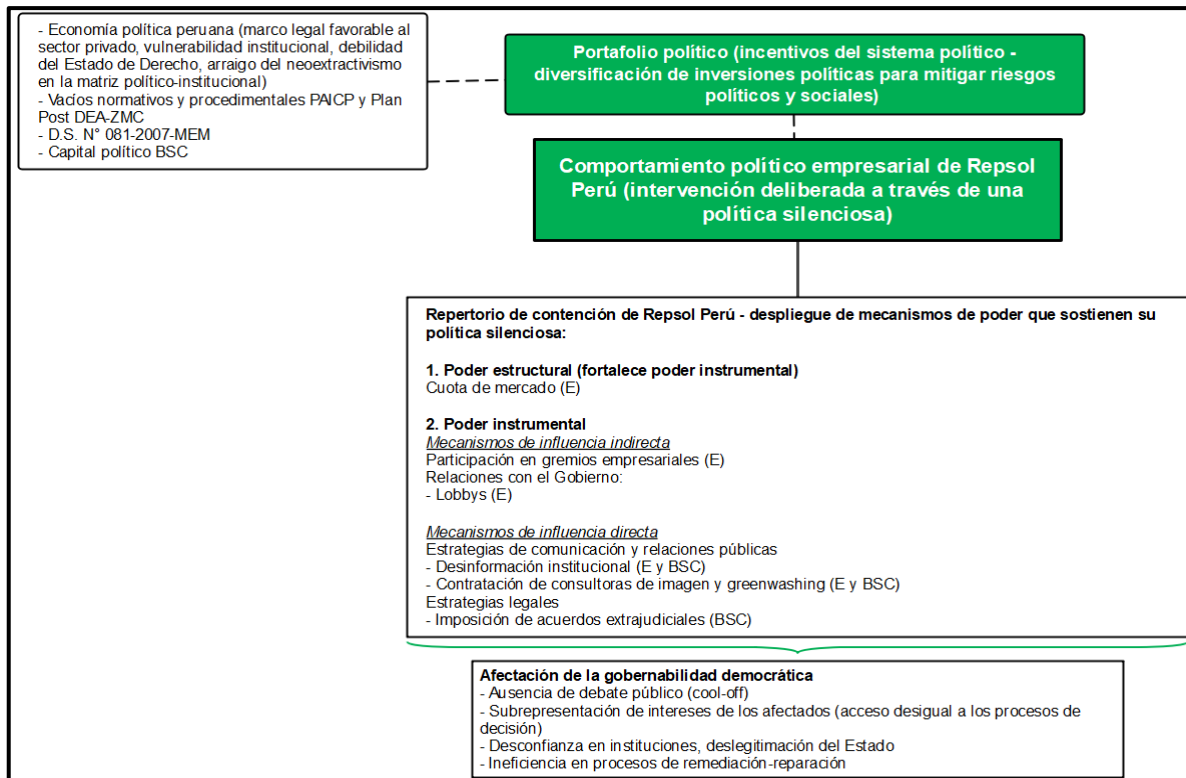 - Economía política peruana (marco legal favorable al
sector privado, vulnerabilidad institucional, debilidad
del Estado de Derecho, arraigo del neoextractivismo
en la matriz político-institucional)
- Vacíos normativos y procedimentales PAICP y Plan
Post DEA-ZMC
- D.S. N° 081-2007-MEM
- Capital político BSC
Portafolio político (incentivos del sistema político -
diversificación de inversiones políticas para mitigar riesgos
políticos y sociales)
Comportamiento político empresarial de Repsol
Perú (intervención deliberada a través de una
política silenciosa)
Repertorio de contención de Repsol Perú - despliegue de mecanismos de poder que sostienen su
política silenciosa:
1. Poder estructural (fortalece poder instrumental)
Cuota de mercado (E)
2. Poder instrumental
Mecanismos de influencia indirecta
Participación en gremios empresariales (E)
Relaciones con el Gobierno:
- Lobbys (E)
Mecanismos de influencia directa
Estrategias de comunicación y relaciones públicas
- Desinformación institucional (E y BSC)
- Contratación de consultoras de imagen y greenwashing (E y BSC)
Estrategias legales
- Imposición de acuerdos extrajudiciales (BSC)
Afectación de la gobernabilidad democrática
- Ausencia de debate público (cool-off)
- Subrepresentación de intereses de los afectados (acceso desigual a los procesos de
decisión)
- Desconfianza en instituciones, deslegitimación del Estado
- Ineficiencia en procesos de remediación-reparación